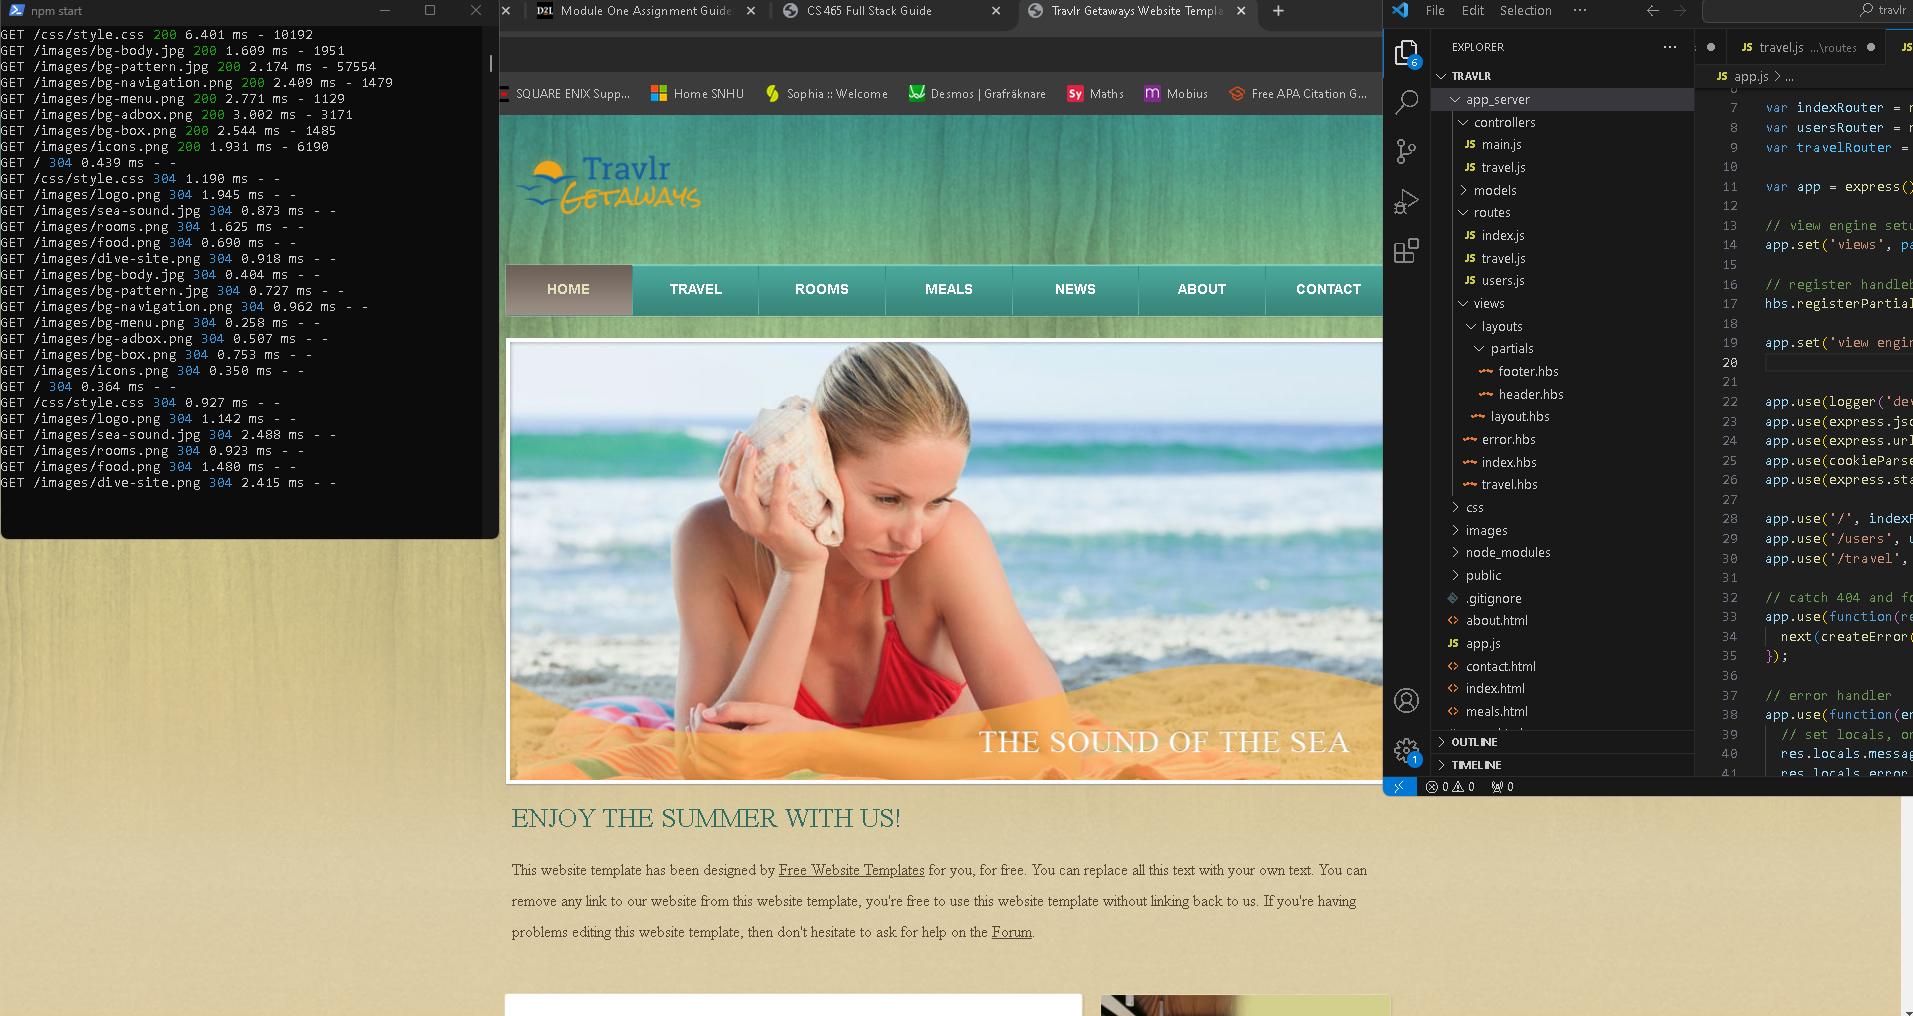 npm start
GET /css/style.css 200 6.401 ms - 10192
GET /images/bg-body.jpg 200 1.609 ms - 1951
GET /images/bg-pattern.jpg 200 2.174 ms - 57554
GET /images/bg-navigation.png 200 2.409 ms - 1479
GET /images/bg-menu.png 200 2.771 ms - 1129
GET /images/bg-adbox.png 200 3.002 ms - 3171
GET /images/bg-box.png 200 2.544 ms - 1485
GET /images/icons.png 200 1.931 ms - 6190
GET / 304 0.439 ms - -
GET /css/style.css 304 1.190 ms - -
GET /images/logo.png 304 1.945 ms - -
GET /images/sea-sound.jpg 304 0.873 ms - -
GET /images/rooms.png 304 1.625 ms - -
GET /images/food.png 304 0.690 ms - -
GET /images/dive-site.png 304 0.918 ms - -
GET /images/bg-body.jpg 304 0.404 ms - -
GET /images/bg-pattern.jpg 304 0.727 ms - -
GET /images/bg-navigation.png 304 0.962 ms - -
GET /images/bg-menu.png 304 0.258 ms - -
GET /images/bg-adbox.png 304 0.507 ms - -
GET /images/bg-box.png 304 0.753 ms - -
GET /images/icons.png 304 0.350 ms - -
GET / 304 0.364 ms - -
GET /css/style.css 304 0.927 ms - -
GET /images/logo.png 304 1.142 ms - -
GET /images/sea-sound.jpg 304 2.488 ms - -
GET /images/rooms.png 304 0.923 ms - -
GET /images/food.png 304 1.480 ms - -
GET /images/dive-site.png 304 2.415 ms - -
D2L Module One Assignment Guide
CS 465 Full Stack Guide
Travlr Getaways Website Templa
SQUARE ENIX Supp...
Home SNHU
Sophia :: Welcome
Desmos | Grafräknare
Sy Maths
m Mobius
Free APA Citation G...
Travlr
GETAWAYS
HOME
TRAVEL
ROOMS
MEALS
NEWS
ABOUT
CONTACT
THE SOUND OF THE SEA
ENJOY THE SUMMER WITH US!
This website template has been designed by Free Website Templates for you, for free. You can replace all this text with your own text. You can
remove any link to our website from this website template, you're free to use this website template without linking back to us. If you're having
problems editing this website template, then don't hesitate to ask for help on the Forum.
File Edit Selection ...
travlr
6
EXPLORER ...
TRAVLR
app_server
controllers
JS main.js
JS travel.js
models
routes
JS index.js
JS travel.js
JS users.js
views
layouts
partials
footer.hbs
header.hbs
layout.hbs
error.hbs
index.hbs
travel.hbs
css
images
node_modules
public
.gitignore
<> about.html
JS app.js
<> contact.html
<> index.html
<> meals.html
OUTLINE
TIMELINE
1
0 0 0
JS travel.js ...\routes
JS
JS app.js > ...
7 var indexRouter =
8 var usersRouter =
9 var travelRouter =
10
11 var app = express()
12
13 // view engine setu
14 app.set('views', pa
15
16 // register handleb
17 hbs.registerPartial
18
19 app.set('view engin
20
21
22 app.use(logger('dev
23 app.use(express.jso
24 app.use(express.url
25 app.use(cookieParse
26 app.use(express.sta
27
28 app.use('/', indexR
29 app.use('/users', u
30 app.use('/travel',
31
32 // catch 404 and fo
33 app.use(function(re
34 next(createError(
35 });
36
37 // error handler
38 app.use(function(er
39 // set locals, on
40 res.locals.messag
41 res.locals.error